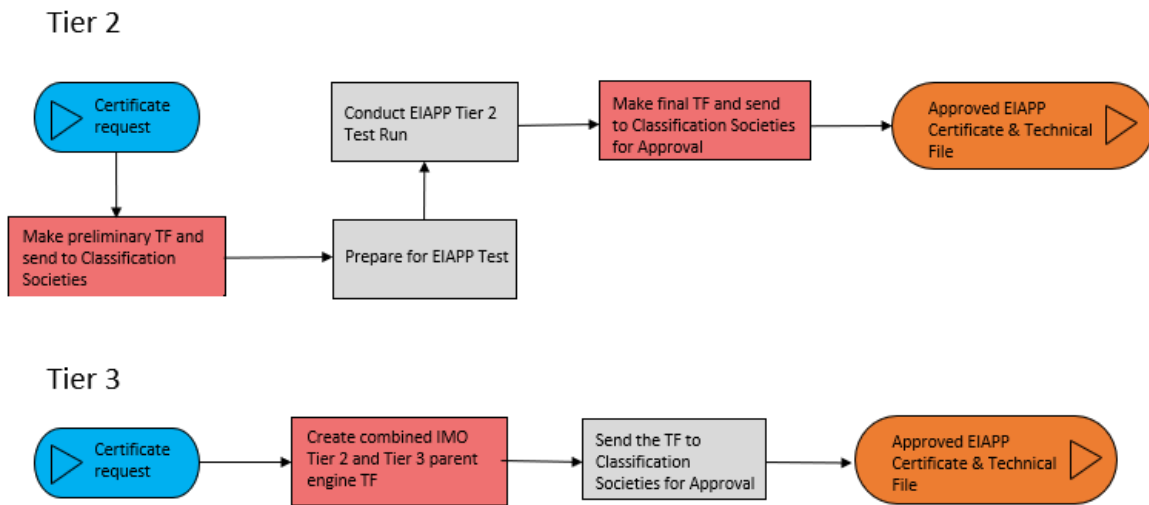 Tier 2
Certificate
request
Make preliminary TF and
send to Classification
Societies
Prepare for EIAPP Test
Conduct EIAPP Tier 2
Test Run
Make final TF and send
to Classification Societies
for Approval
Approved EIAPP
Certificate & Technical
File
Tier 3
Certificate
request
Create combined IMO
Tier 2 and Tier 3 parent
engine TF
Send the TF to
Classification
Societies for Approval
Approved EIAPP
Certificate & Technical
File